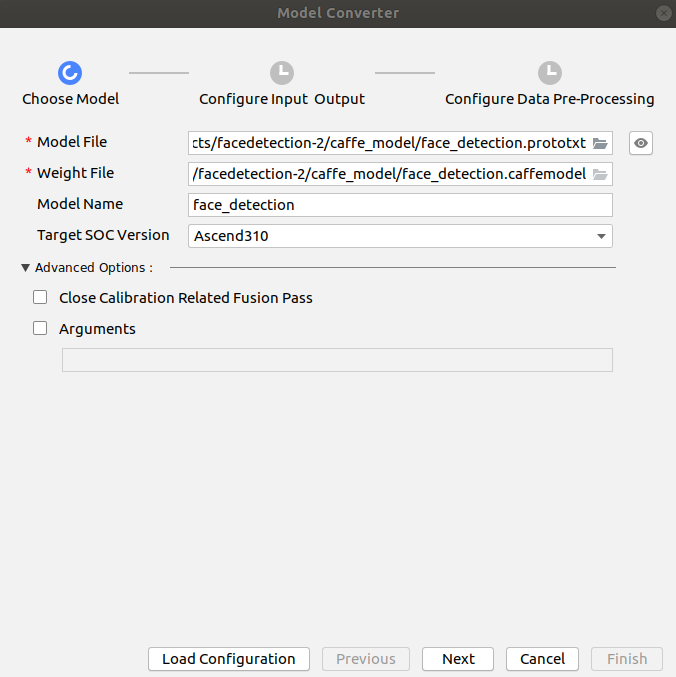 Model Converter
Choose Model
Configure Input Output
Configure Data Pre-Processing
* Model File
cts/facedetection-2/caffe_model/face_detection.prototxt
* Weight File
/facedetection-2/caffe_model/face_detection.caffemodel
Model Name
face_detection
Target SOC Version
Ascend310
Advanced Options :
Close Calibration Related Fusion Pass
Arguments
Load Configuration
Previous
Next
Cancel
Finish